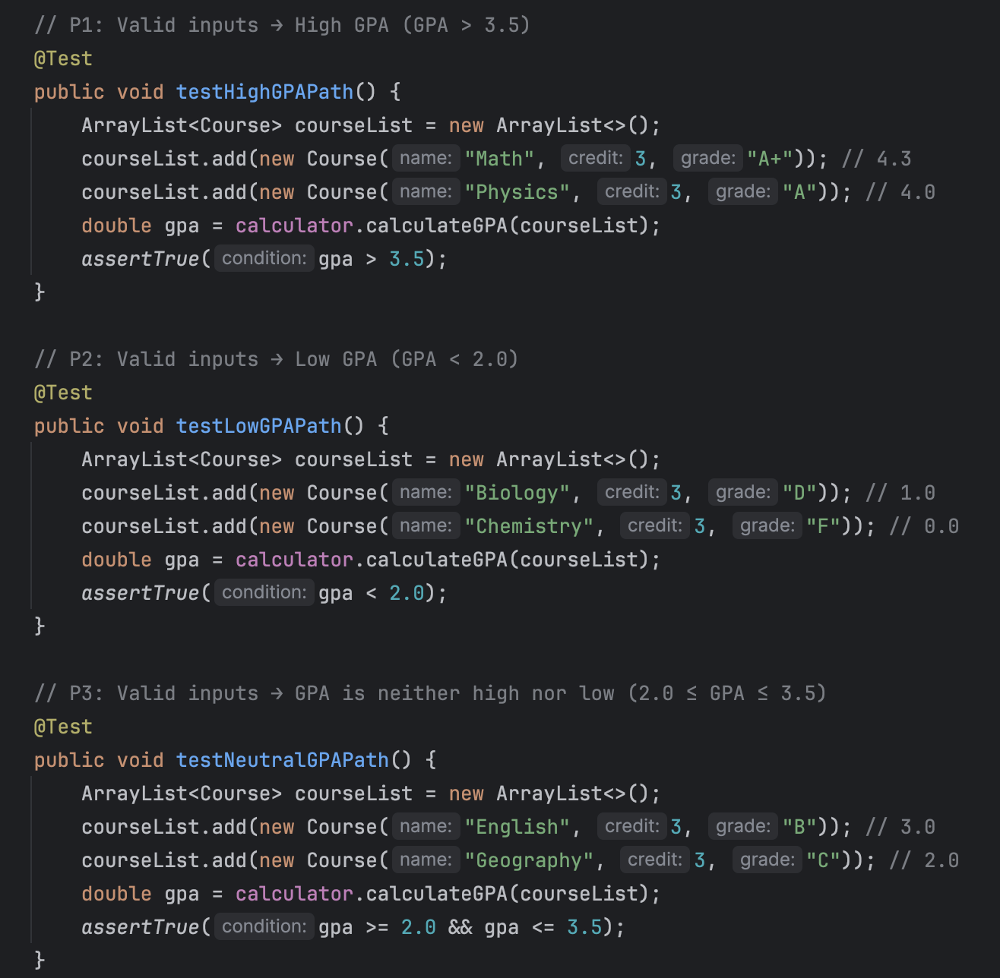 // P1: Valid inputs → High GPA (GPA > 3.5)
@Test
public void testHighGPAPath() {
ArrayList<Course> courseList = new ArrayList<>();
courseList.add(new Course( name: "Math", credit: 3, grade: "A+")); // 4.3
courseList.add(new Course( name: "Physics", credit: 3, grade: "A")); // 4.0
double gpa = calculator.calculateGPA(courseList);
assertTrue( condition: gpa > 3.5);
}
// P2: Valid inputs → Low GPA (GPA < 2.0)
@Test
public void testLowGPAPath() {
ArrayList<Course> courseList = new ArrayList<>();
courseList.add(new Course( name: "Biology", credit: 3, grade: "D")); // 1.0
courseList.add(new Course( name: "Chemistry", credit: 3, grade: "F")); // 0.0
double gpa = calculator.calculateGPA(courseList);
assertTrue( condition: gpa < 2.0);
}
// P3: Valid inputs → GPA is neither high nor low (2.0 ≤ GPA ≤ 3.5)
@Test
public void testNeutralGPAPath() {
ArrayList<Course> courseList = new ArrayList<>();
courseList.add(new Course( name: "English", credit: 3, grade: "B")); // 3.0
courseList.add(new Course( name: "Geography", credit: 3, grade: "C")); // 2.0
double gpa = calculator.calculateGPA(courseList);
assertTrue( condition: gpa >= 2.0 && gpa <= 3.5);
}